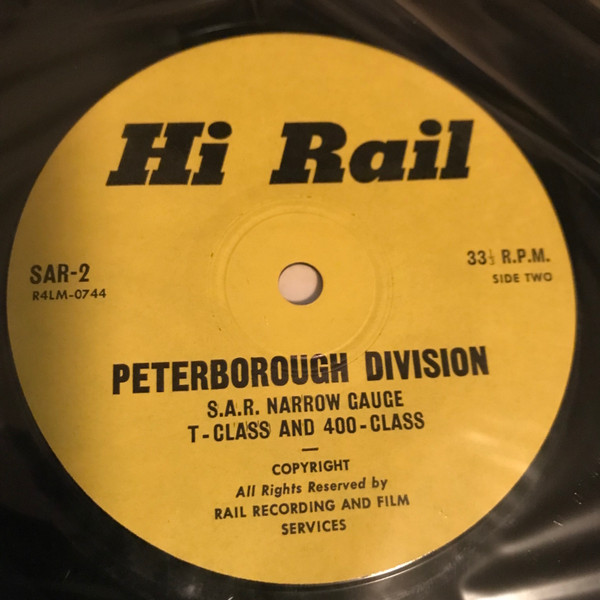 Hi Rail
SAR-2
R4LM-0744
33⅓ R.P.M.
SIDE TWO
PETERBOROUGH DIVISION
S.A.R. NARROW GAUGE
T-CLASS AND 400-CLASS
COPYRIGHT
All Rights Reserved by
RAIL RECORDING AND FILM
SERVICES